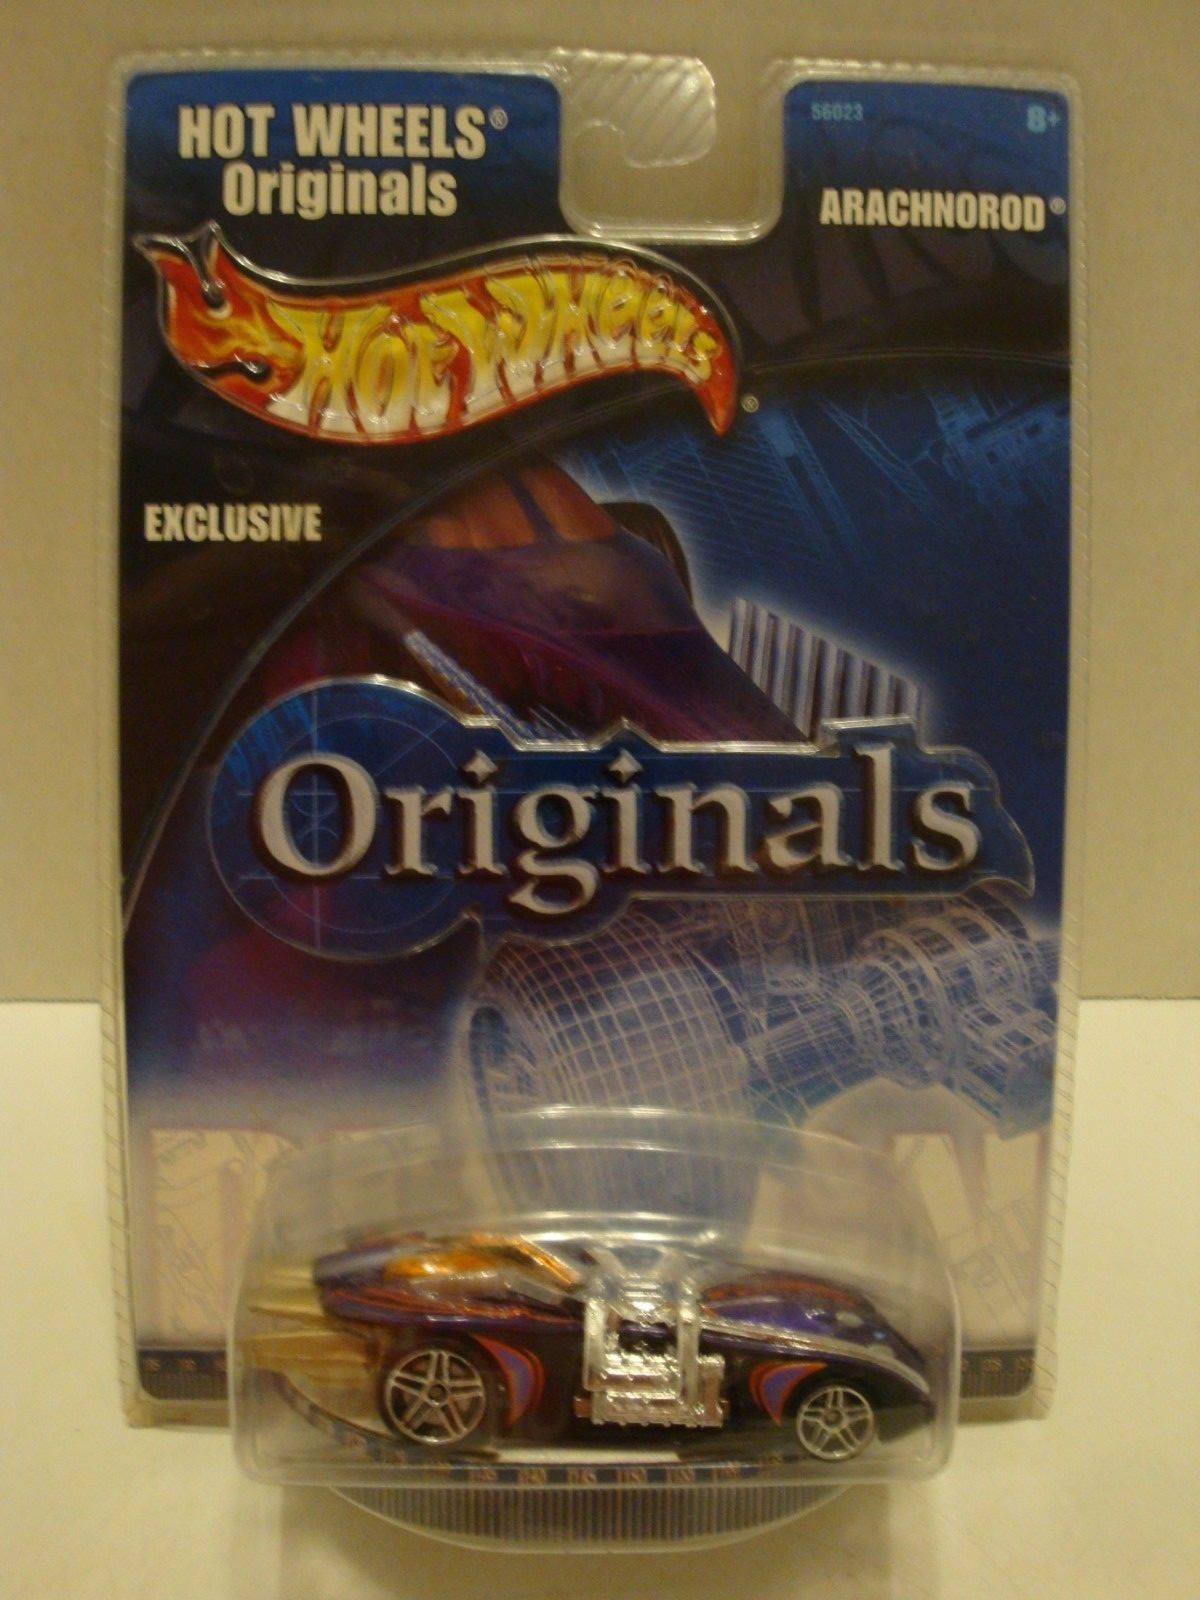 HOT WHEELS®
Originals
56023
8+
ARACHNOROD®
HOT WHEELS
®
EXCLUSIVE
Originals